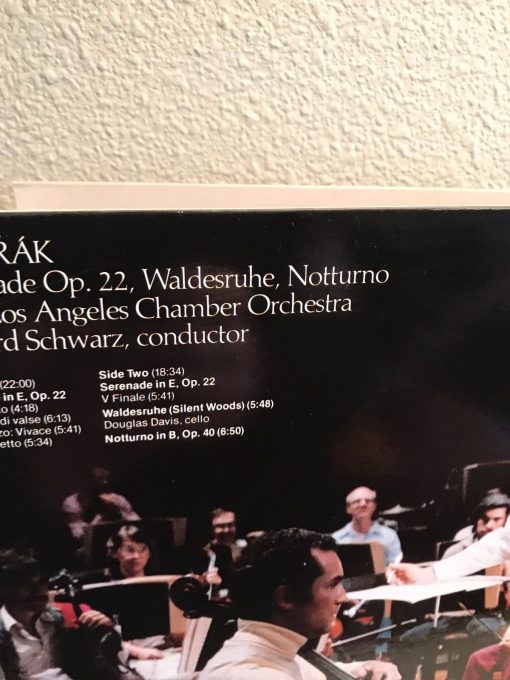 RÁK
ade Op. 22, Waldesruhe, Notturno
Los Angeles Chamber Orchestra
rd Schwarz, conductor
(22:00)
in E, Op. 22
to (4:18)
di valse (6:13)
zo: Vivace (5:41)
etto (5:34)
Side Two (18:34)
Serenade in E, Op. 22
V Finale (5:41)
Waldesruhe (Silent Woods) (5:48)
Douglas Davis, cello
Notturno in B, Op. 40 (6:50)